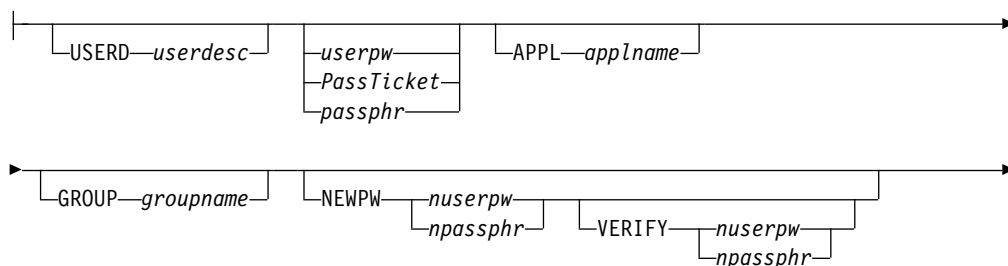 USERD userdesc userpw APPL applname
PassTicket
passphr
GROUP groupname NEWPW nuserpw
npassphr VERIFY nuserpw
npassphr